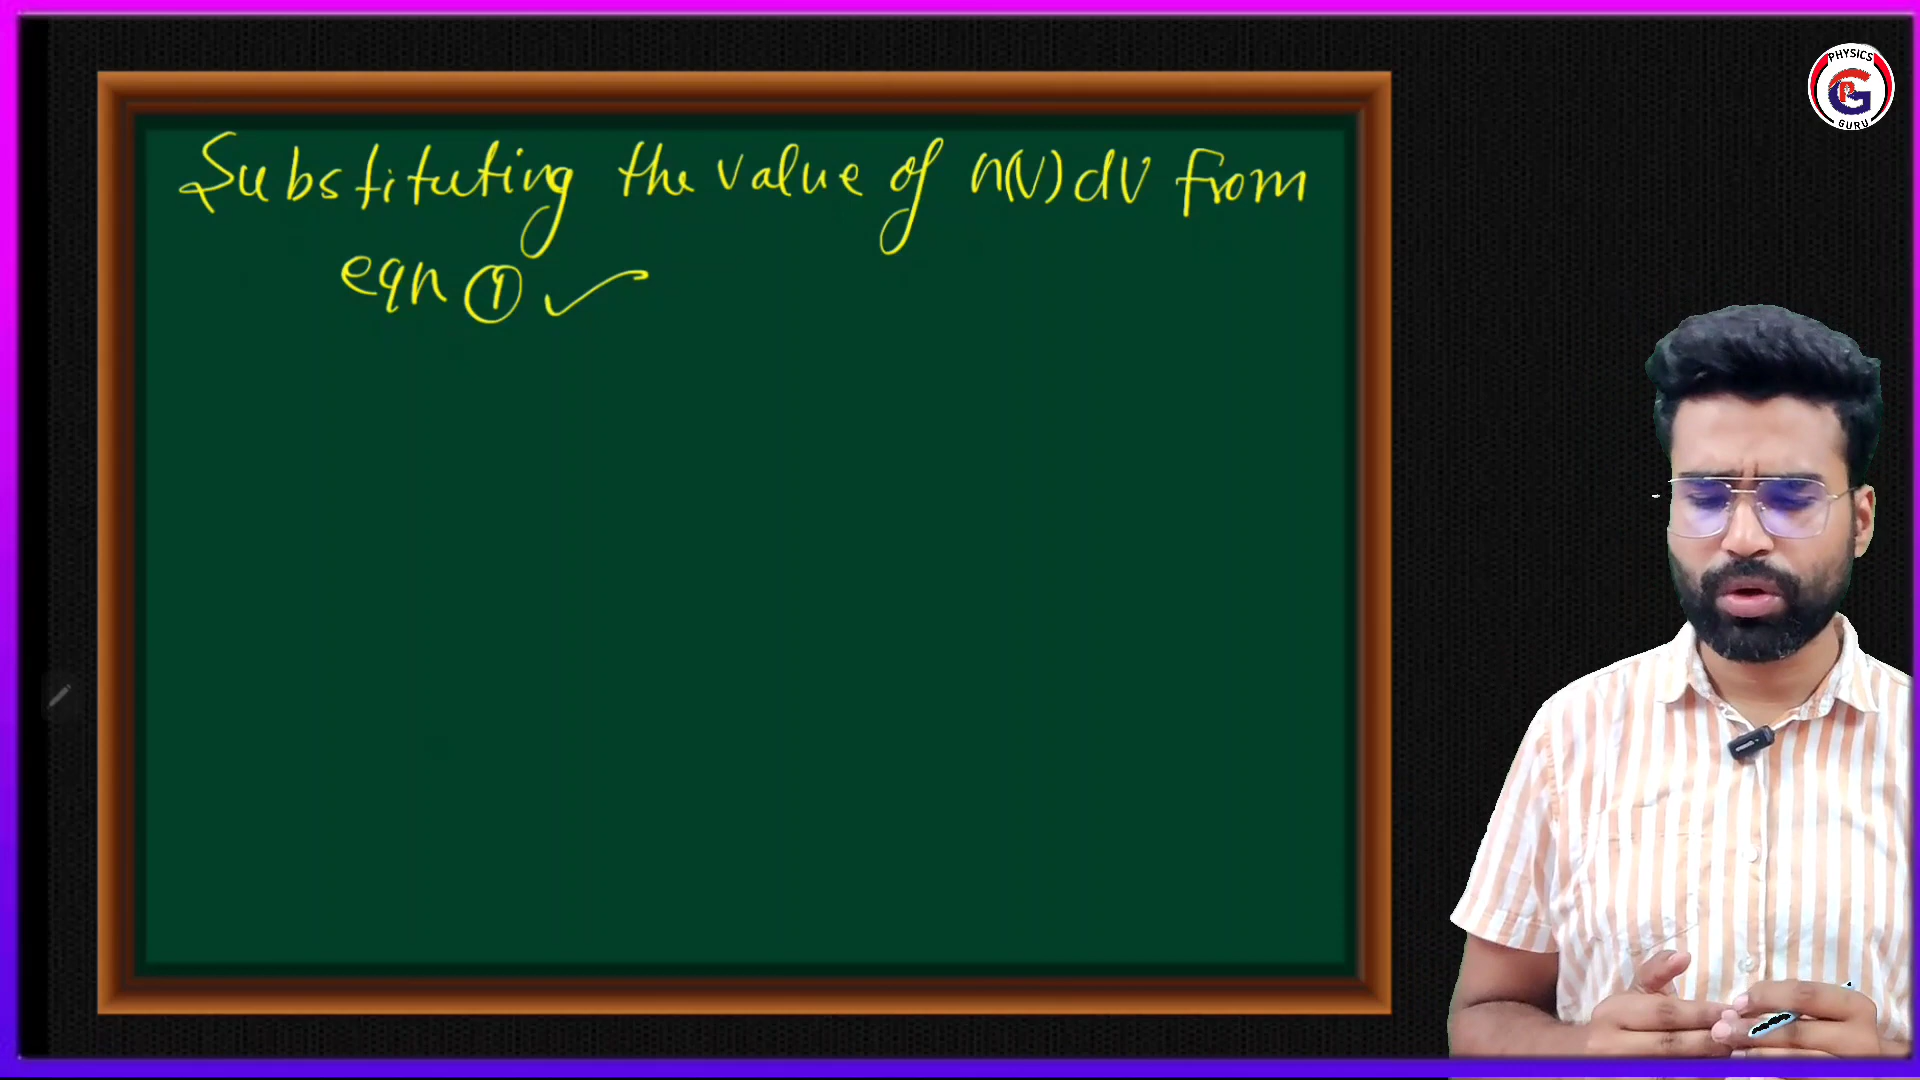 Substituting the value of n(v)dv from
eqn ① ✓
PHYSICS
GURU